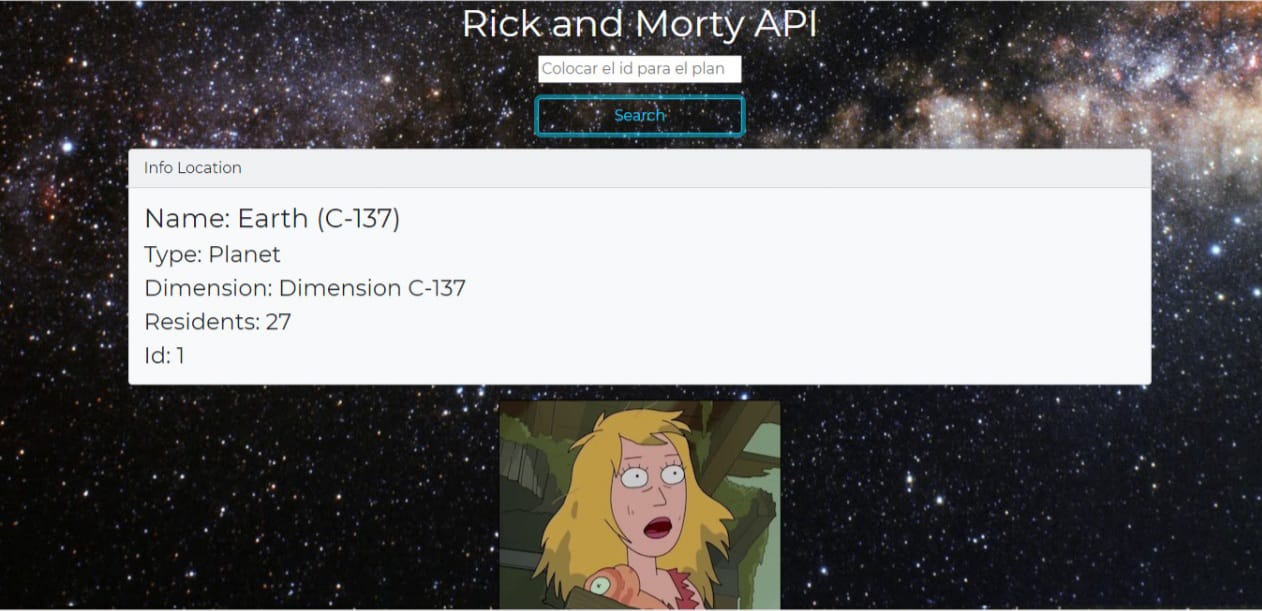 Rick and Morty API
Colocar el id para el plan
Search
Info Location
Name: Earth (C-137)
Type: Planet
Dimension: Dimension C-137
Residents: 27
Id: 1